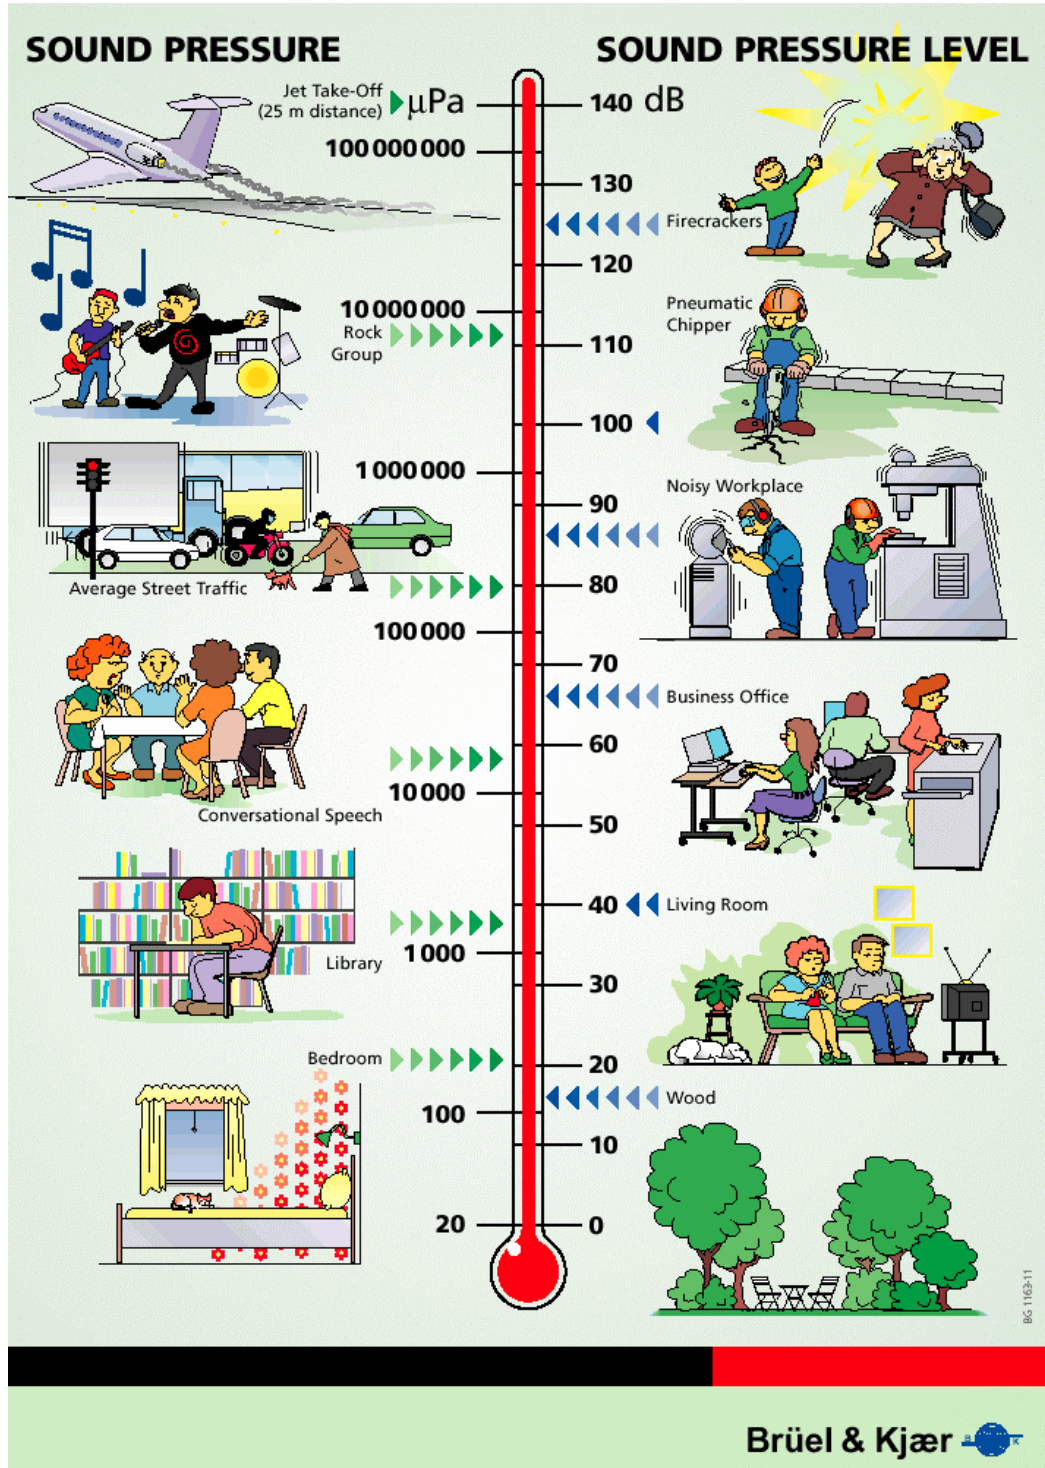 SOUND PRESSURE
SOUND PRESSURE LEVEL
Jet Take-Off
(25 m distance)
µPa
140 dB
100 000 000
130
Firecrackers
120
10 000 000
Pneumatic
Chipper
Rock
Group
110
100
1 000 000
Noisy Workplace
90
Average Street Traffic
80
100 000
70
Business Office
60
10 000
Conversational Speech
50
40
Living Room
1 000
Library
30
Bedroom
20
Wood
100
10
20
0
BG 1163-11
Brüel & Kjær
B K